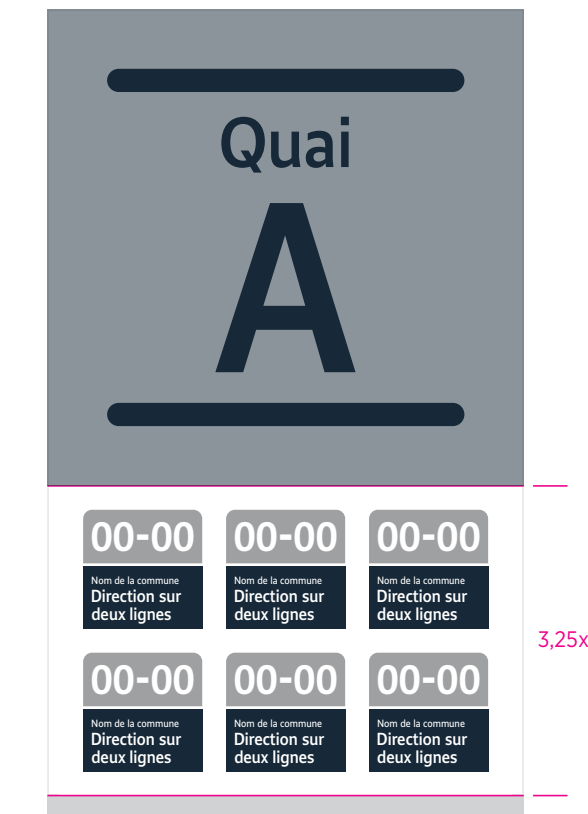 Quai
A
00-00 00-00 00-00
Nom de la commune Nom de la commune Nom de la commune
Direction sur Direction sur Direction sur
deux lignes deux lignes deux lignes
3,25x
00-00 00-00 00-00
Nom de la commune Nom de la commune Nom de la commune
Direction sur Direction sur Direction sur
deux lignes deux lignes deux lignes